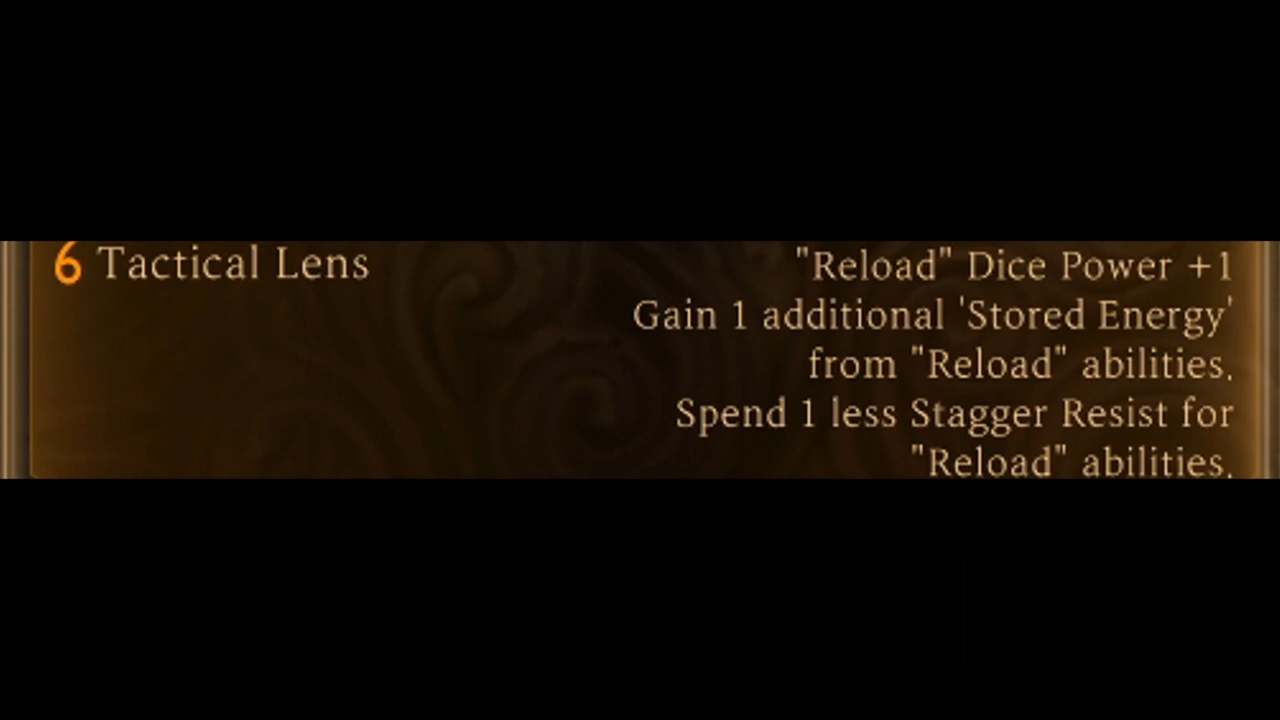 6 Tactical Lens
"Reload" Dice Power +1
Gain 1 additional 'Stored Energy'
from "Reload" abilities.
Spend 1 less Stagger Resist for
"Reload" abilities.